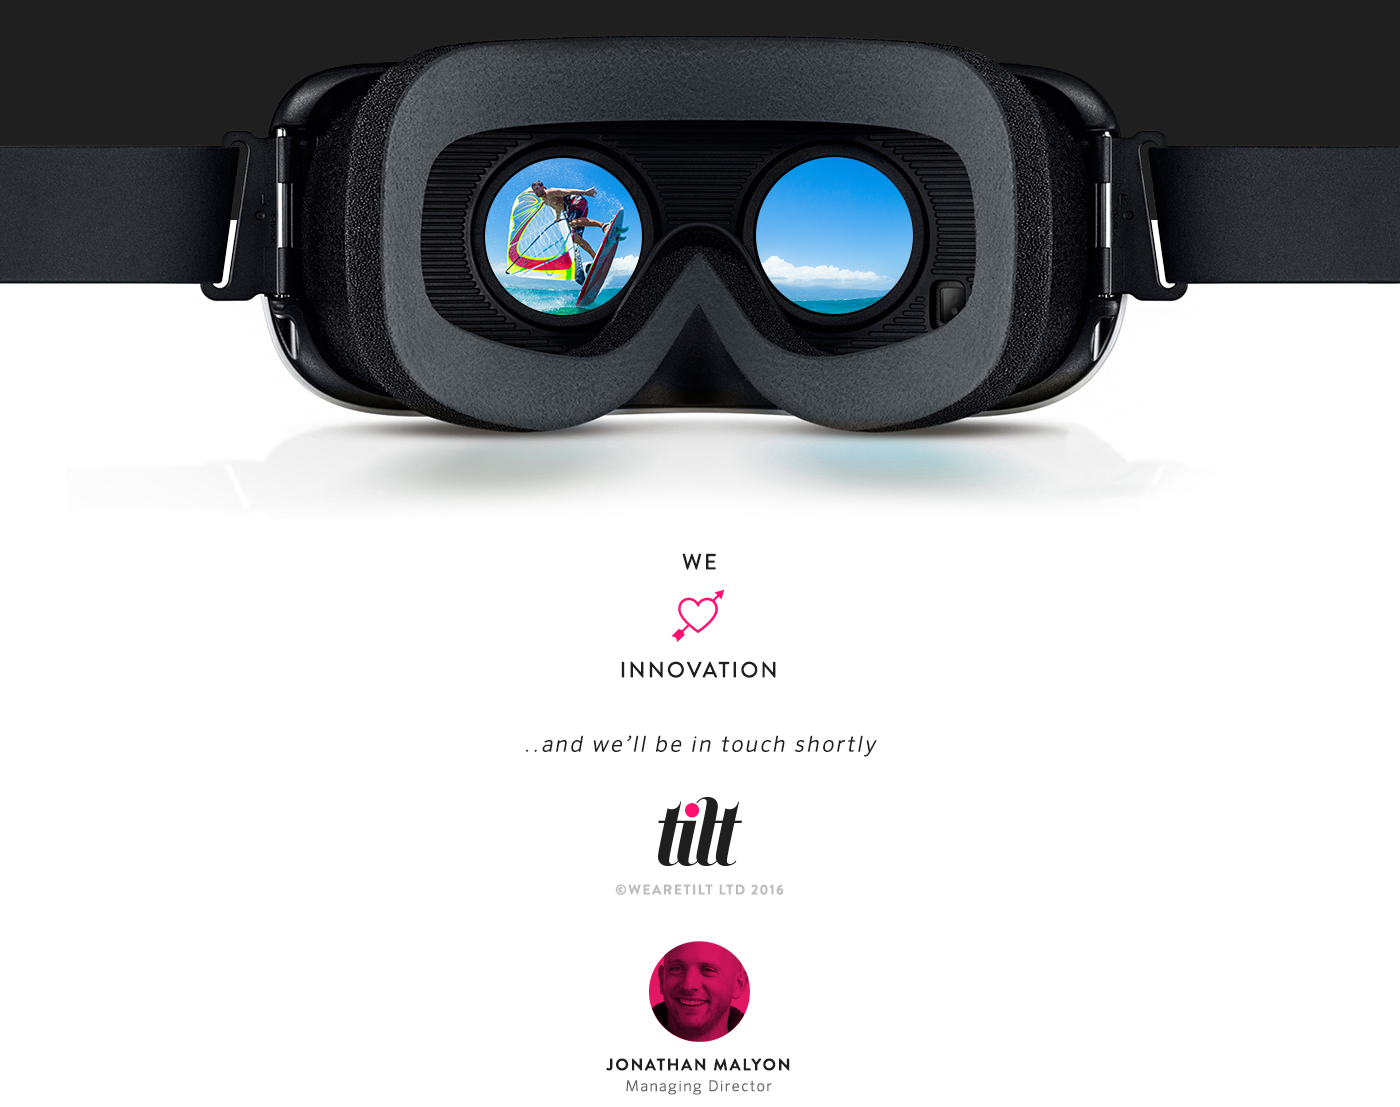 WE
INNOVATION
..and we’ll be in touch shortly
tilt
©WEARETILT LTD 2016
JONATHAN MALYON
Managing Director